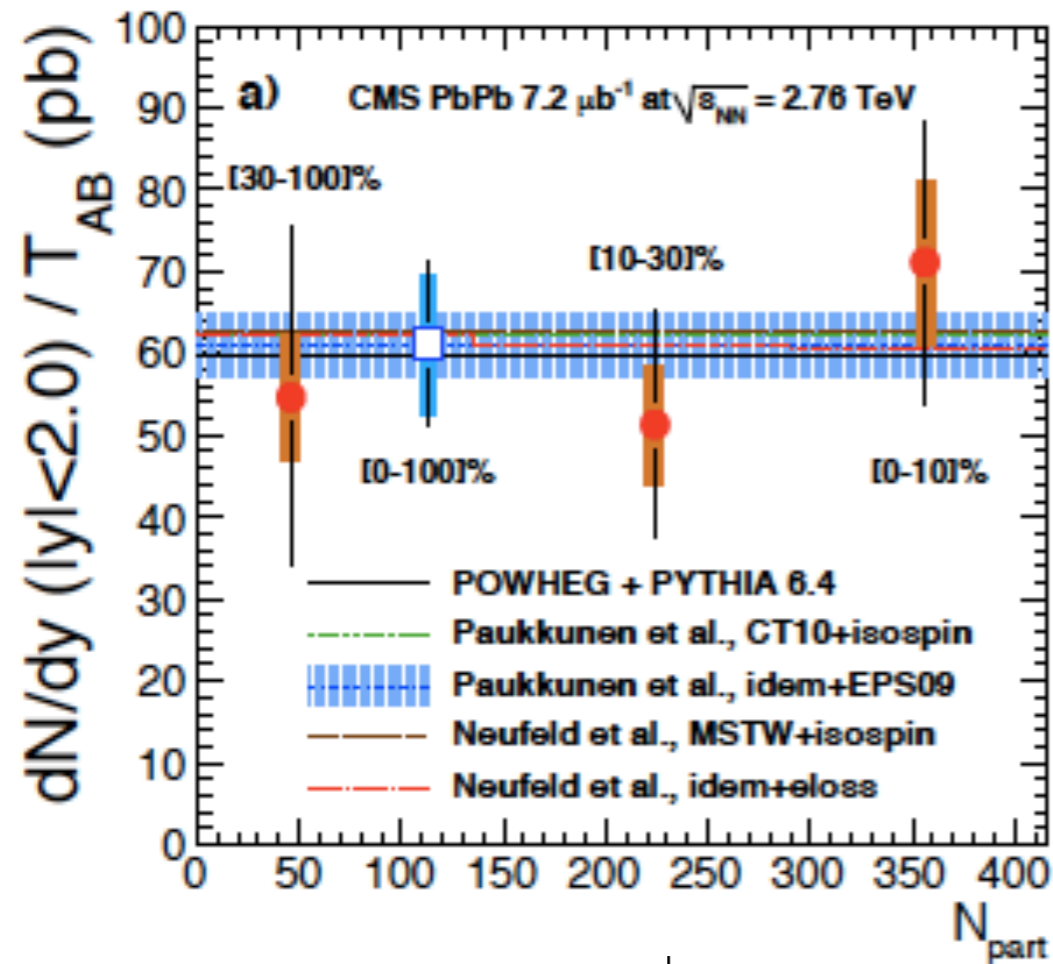 dN/dy (|y|<2.0) / T_AB (pb)
100
90
80
70
60
50
40
30
20
10
0
a) CMS PbPb 7.2 μb⁻¹ at √s_NN = 2.76 TeV
[30-100]%
[10-30]%
[0-100]%
[0-10]%
POWHEG + PYTHIA 6.4
Paukkunen et al., CT10+isospin
Paukkunen et al., idem+EPS09
Neufeld et al., MSTW+isospin
Neufeld et al., idem+eloss
0 50 100 150 200 250 300 350 400
N_part